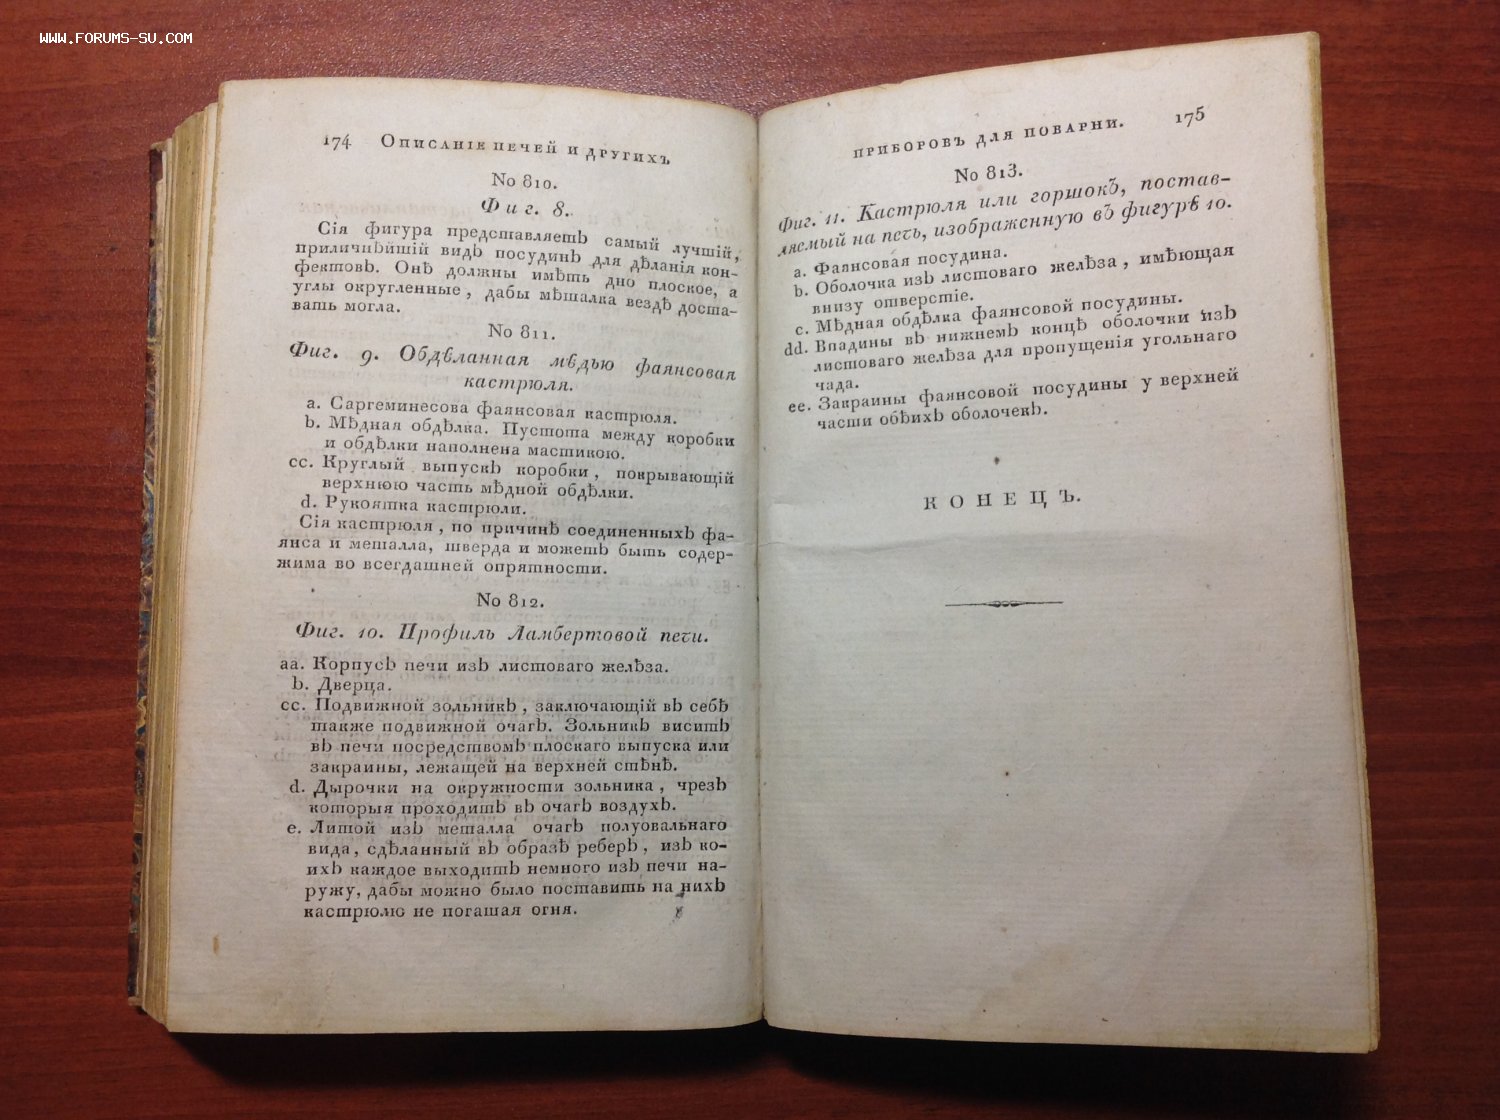 WWW.FORUMS-SU.COM
174 Описаніе печей и другихъ
No 810.
Фиг. 8.
Сія фигура представляетъ самый лучшій,
приличнѣйшій видъ посудинъ для дѣланія кон-
фектовъ. Онѣ должны имѣть дно плоское, а
углы округленные, дабы мѣшалка вездѣ доста-
вать могла.
No 811.
Фиг. 9. Обдѣланная мѣдью фаянсовая
кастрюля.
a. Саргеминесова фаянсовая кастрюля.
b. Мѣдная обдѣлка. Пустота между коробки
и обдѣлки наполнена мастикою.
cc. Круглый выпускъ коробки, покрывающій
верхнюю часть мѣдной обдѣлки.
d. Рукоятка кастрюли.
Сія кастрюля, по причинѣ соединенныхъ фа-
янса и металла, тверда и можетъ быть содер-
жима во всегдашней опрятности.
No 812.
Фиг. 10. Профиль Ламбертовой печи.
aa. Корпусъ печи изъ листоваго желѣза.
b. Дверца.
cc. Подвижной зольникъ, заключающій въ себѣ
также подвижной очагъ. Зольникъ виситъ
въ печи посредствомъ плоскаго выпуска или
закраины, лежащей на верхней стѣнѣ.
d. Дырочки на окружности зольника, чрезъ
которыя проходитъ въ очагъ воздухъ.
e. Литой изъ металла очагъ полуовальнаго
вида, сдѣланный въ образѣ реберъ, изъ ко-
ихъ каждое выходитъ немного изъ печи на-
ружу, дабы можно было поставить на нихъ
кастрюлю не погашая огня.
приборовъ для поварни. 175
No 813.
Фиг. 11. Кастрюля или горшокъ, постав-
ляемый на печь, изображенную въ фигурѣ 10.
a. Фаянсовая посудина.
b. Оболочка изъ листоваго желѣза, имѣющая
внизу отверстіе.
c. Мѣдная обдѣлка фаянсовой посудины.
dd. Впадины въ нижнемъ концѣ оболочки изъ
листоваго желѣза для пропущенія угольнаго
чада.
ee. Закраины фаянсовой посудины у верхней
части обѣихъ оболочекъ.
КОНЕЦЪ.